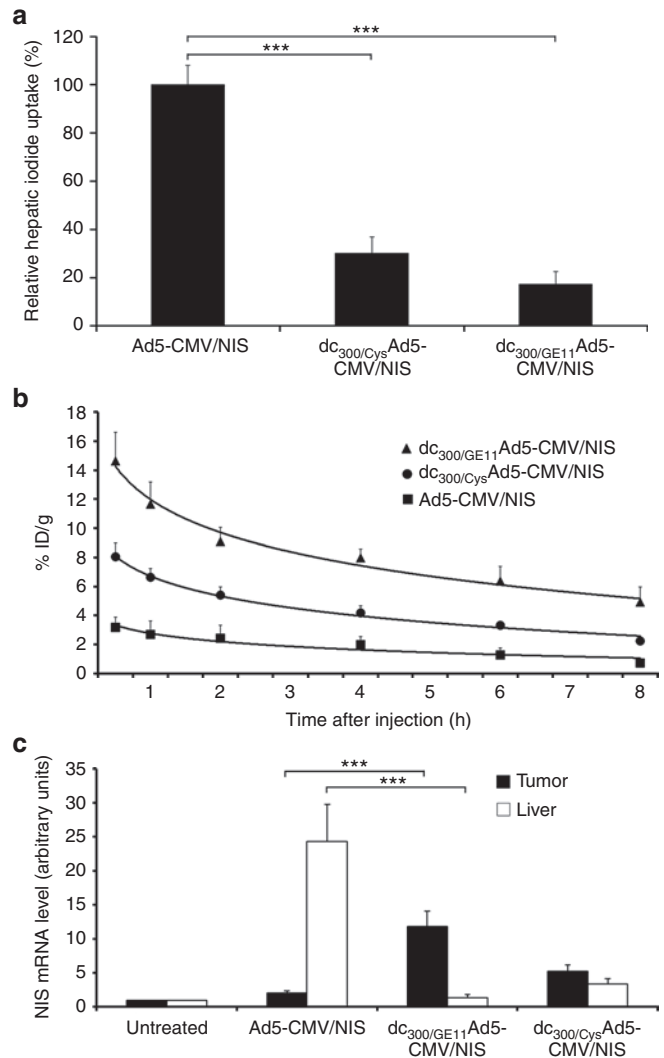 a
Relative hepatic iodide uptake (%)
120
100
80
60
40
20
0
***
***
Ad5-CMV/NIS
dc300/CysAd5-
CMV/NIS
dc300/GE11Ad5-
CMV/NIS
b
% ID/g
18
16
14
12
10
8
6
4
2
0
dc300/GE11Ad5-CMV/NIS
dc300/CysAd5-CMV/NIS
Ad5-CMV/NIS
1 2 3 4 5 6 7 8
Time after injection (h)
c
NIS mRNA level (arbitrary units)
35
30
25
20
15
10
5
0
***
***
Tumor
Liver
Untreated
Ad5-CMV/NIS
dc300/GE11Ad5-
CMV/NIS
dc300/CysAd5-
CMV/NIS